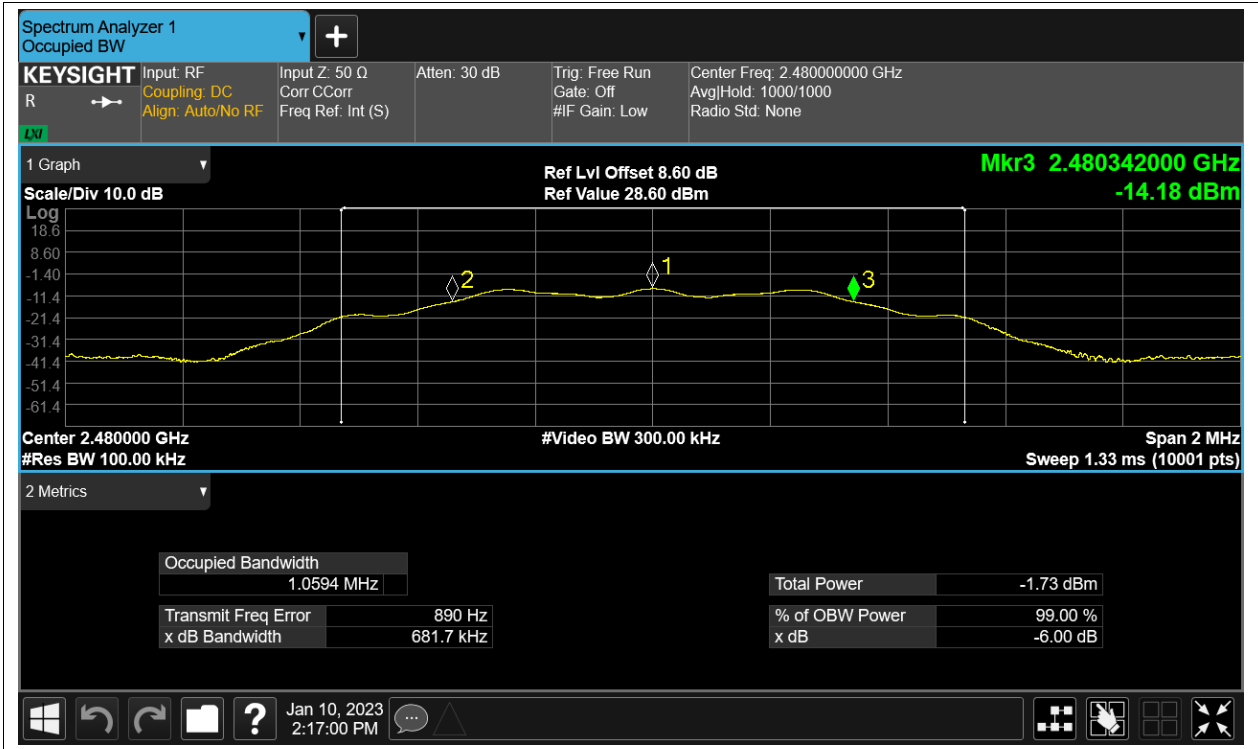 Spectrum Analyzer 1
Occupied BW
KEYSIGHT
R
LXI
Input: RF
Coupling: DC
Align: Auto/No RF
Input Z: 50 Ω
Corr CCorr
Freq Ref: Int (S)
Atten: 30 dB
Trig: Free Run
Gate: Off
#IF Gain: Low
Center Freq: 2.480000000 GHz
Avg|Hold: 1000/1000
Radio Std: None
1 Graph
Scale/Div 10.0 dB
Ref Lvl Offset 8.60 dB
Ref Value 28.60 dBm
Mkr3 2.480342000 GHz
-14.18 dBm
Log
18.6
8.60
-1.40
-11.4
-21.4
-31.4
-41.4
-51.4
-61.4
2
1
3
Center 2.480000 GHz
#Res BW 100.00 kHz
#Video BW 300.00 kHz
Span 2 MHz
Sweep 1.33 ms (10001 pts)
2 Metrics
Occupied Bandwidth
1.0594 MHz
Transmit Freq Error 890 Hz
x dB Bandwidth 681.7 kHz
Total Power -1.73 dBm
% of OBW Power 99.00 %
x dB -6.00 dB
?
Jan 10, 2023
2:17:00 PM